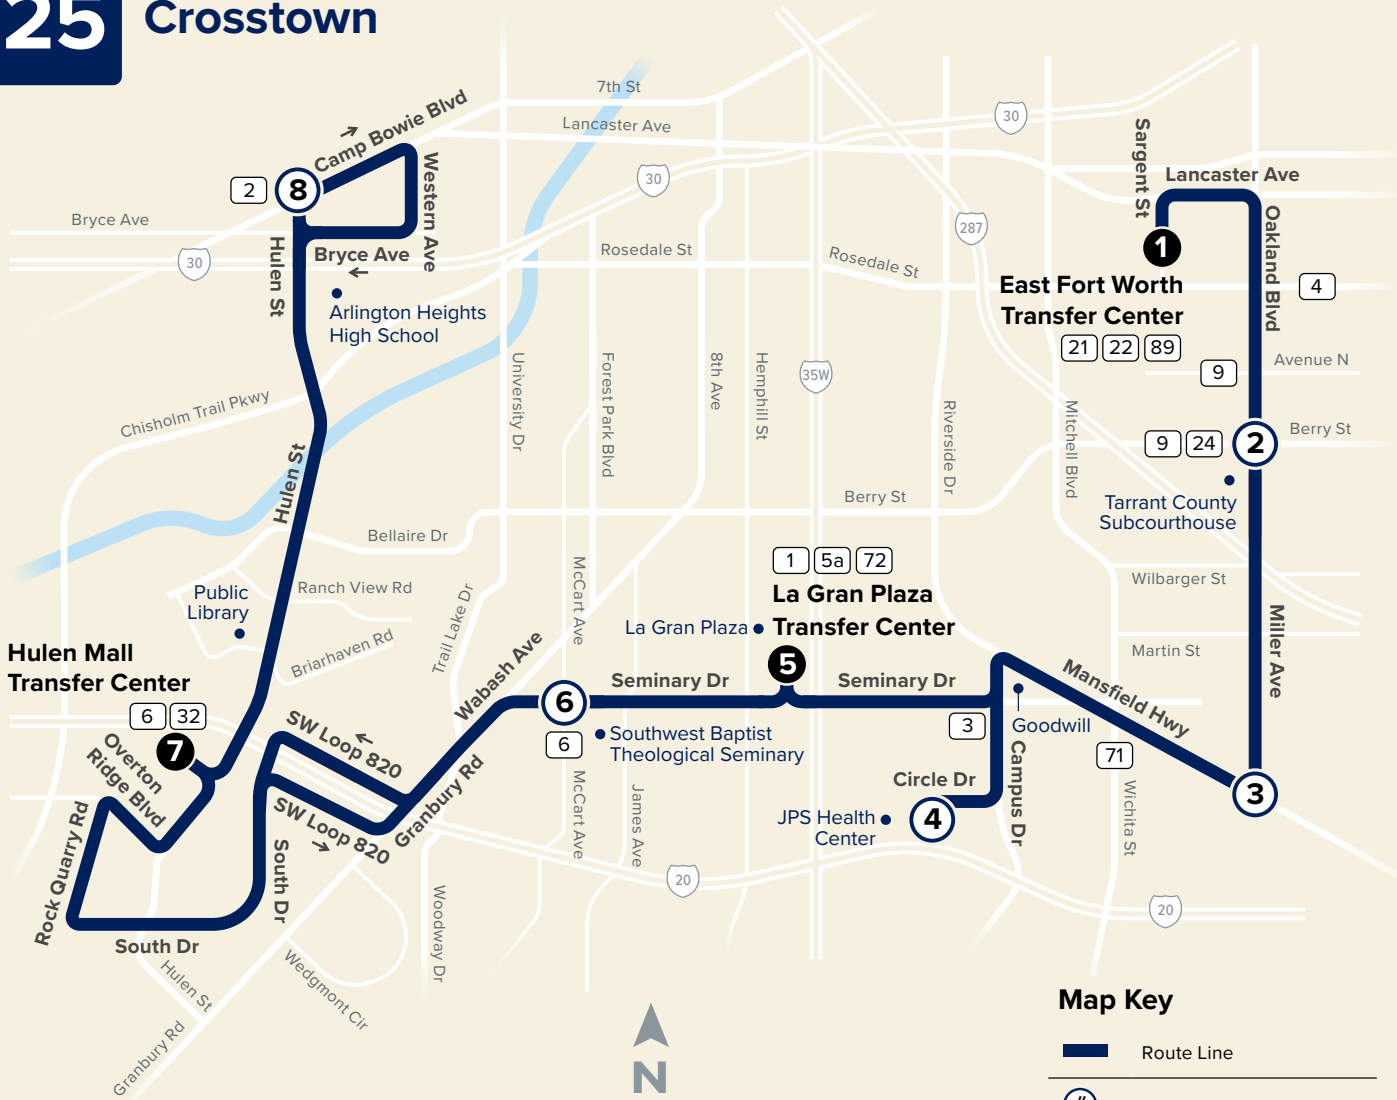 25
Crosstown
7th St
Lancaster Ave
30
Camp Bowie Blvd
Western Ave
2
8
30
Sargent St
Lancaster Ave
Bryce Ave
30
Hulen St
Bryce Ave
Rosedale St
Rosedale St
287
1
Oakland Blvd
4
East Fort Worth
Transfer Center
21
22
89
Arlington Heights
High School
University Dr
Forest Park Blvd
8th Ave
Hemphill St
35W
Avenue N
9
Chisholm Trail Pkwy
Riverside Dr
Mitchell Blvd
9
24
2
Berry St
Hulen St
Berry St
Tarrant County
Subcourthouse
Bellaire Dr
McCart Ave
1
5a
72
La Gran Plaza
Transfer Center
La Gran Plaza
5
Wilbarger St
Public
Library
Ranch View Rd
Trail Lake Dr
Briarhaven Rd
Miller Ave
Martin St
Hulen Mall
Transfer Center
6
32
7
Wabash Ave
6
Seminary Dr
Seminary Dr
Mansfield Hwy
Goodwill
3
6
Southwest Baptist
Theological Seminary
71
Overton
Ridge Blvd
SW Loop 820
SW Loop 820
Granbury Rd
McCart Ave
James Ave
Circle Dr
Campus Dr
4
JPS Health
Center
Wichita St
3
Rock Quarry Rd
South Dr
South Dr
20
20
Woodway Dr
Hulen St
Wedgmont Cir
Granbury Rd
N
Map Key
Route Line
#